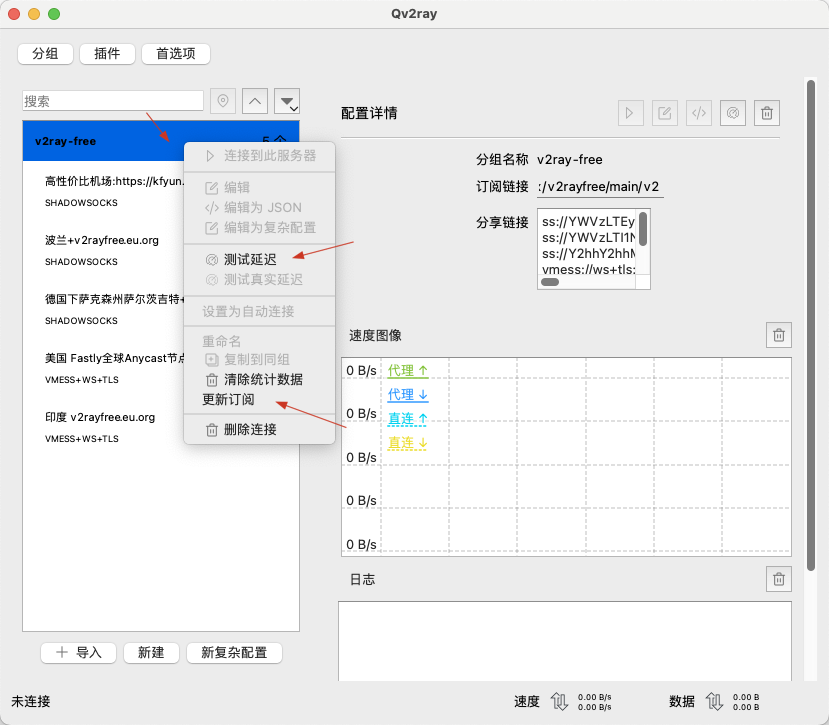 Qv2ray
分组
插件
首选项
搜索
v2ray-free
高性价比机场:https://kfyun.
SHADOWSOCKS
波兰+v2rayfree.eu.org
SHADOWSOCKS
德国下萨克森州萨尔茨吉特+
SHADOWSOCKS
美国 Fastly全球Anycast节点
VMESS+WS+TLS
印度 v2rayfree.eu.org
VMESS+WS+TLS
连接到此服务器
编辑
编辑为 JSON
编辑为复杂配置
测试延迟
测试真实延迟
设置为自动连接
重命名
复制到同组
清除统计数据
更新订阅
删除连接
导入
新建
新复杂配置
配置详情
分组名称 v2ray-free
订阅链接 :/v2rayfree/main/v2
分享链接
ss://YWVzLTEy
ss://YWVzLTI1N
ss://Y2hhY2hhM
vmess://ws+tls:
速度图像
0 B/s
代理 ↑
代理 ↓
0 B/s
直连 ↑
直连 ↓
0 B/s
0 B/s
0 B/s
日志
未连接
速度
0.00 B/s
0.00 B/s
数据
0.00 B
0.00 B